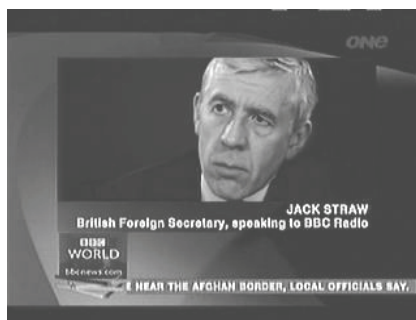 ONE
JACK STRAW
British Foreign Secretary, speaking to BBC Radio
BBC
WORLD
bbcnews.com
E NEAR THE AFGHAN BORDER, LOCAL OFFICIALS SAY.